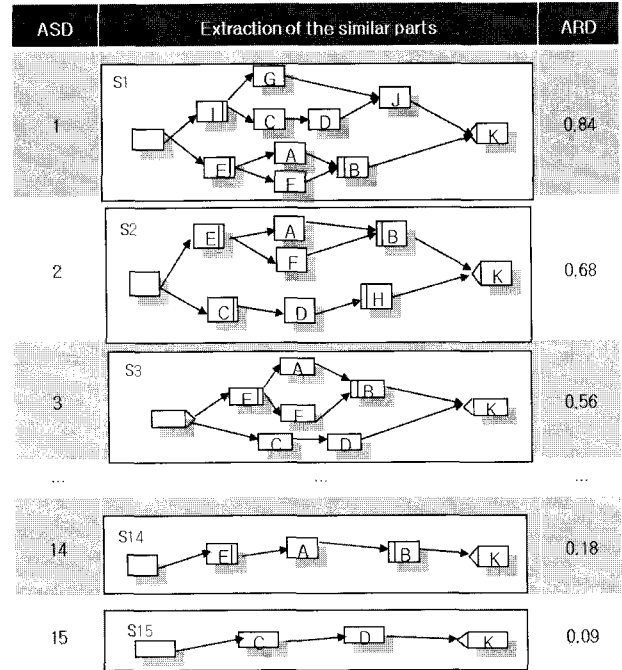 ASD Extraction of the similar parts ARD
S1
G
I J
C D
1 K 0.84
E A B
F
S2
E A B
F
2 K 0.68
C D H
S3
A
3 E B K 0.56
F
C D
... ... ...
S14
14 E A B K 0.18
S15
15 C D K 0.09